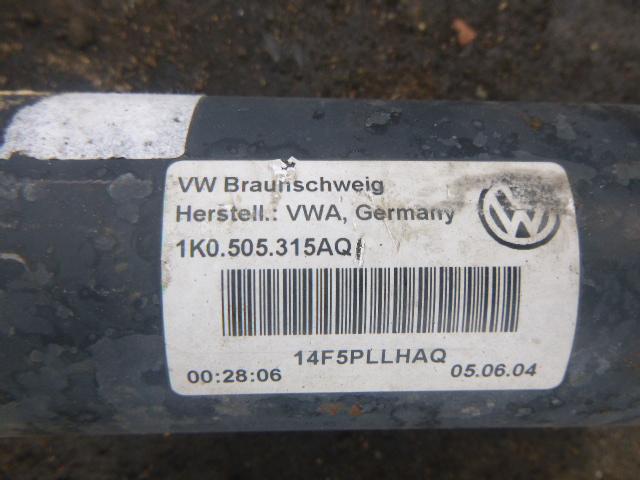 VW Braunschweig
Herstell.: VWA, Germany
1K0.505.315AQ
14F5PLLHAQ
00:28:06 05.06.04